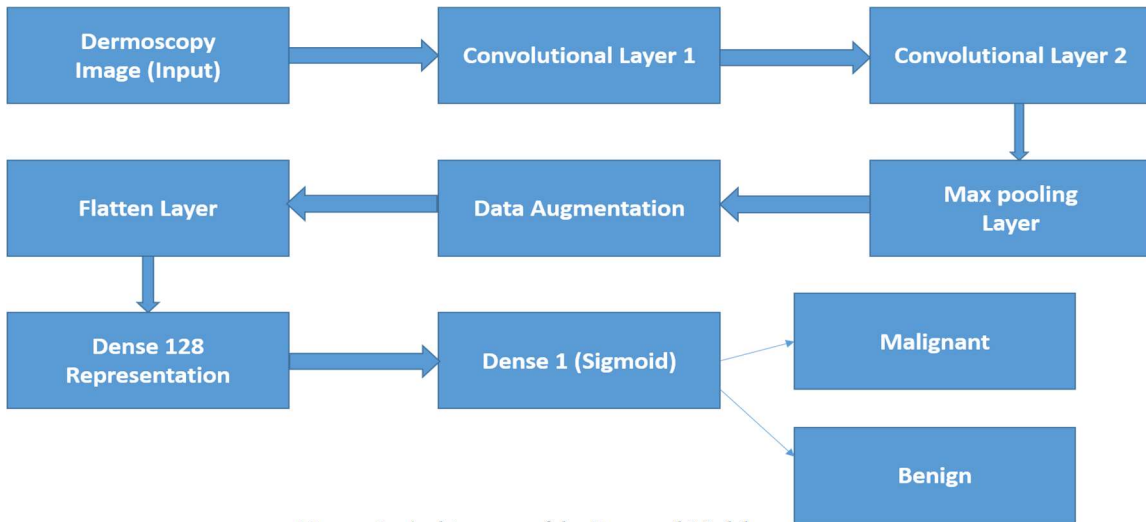 Dermoscopy
Image (Input)
Convolutional Layer 1
Convolutional Layer 2
Max pooling
Layer
Data Augmentation
Flatten Layer
Dense 128
Representation
Dense 1 (Sigmoid)
Malignant
Benign